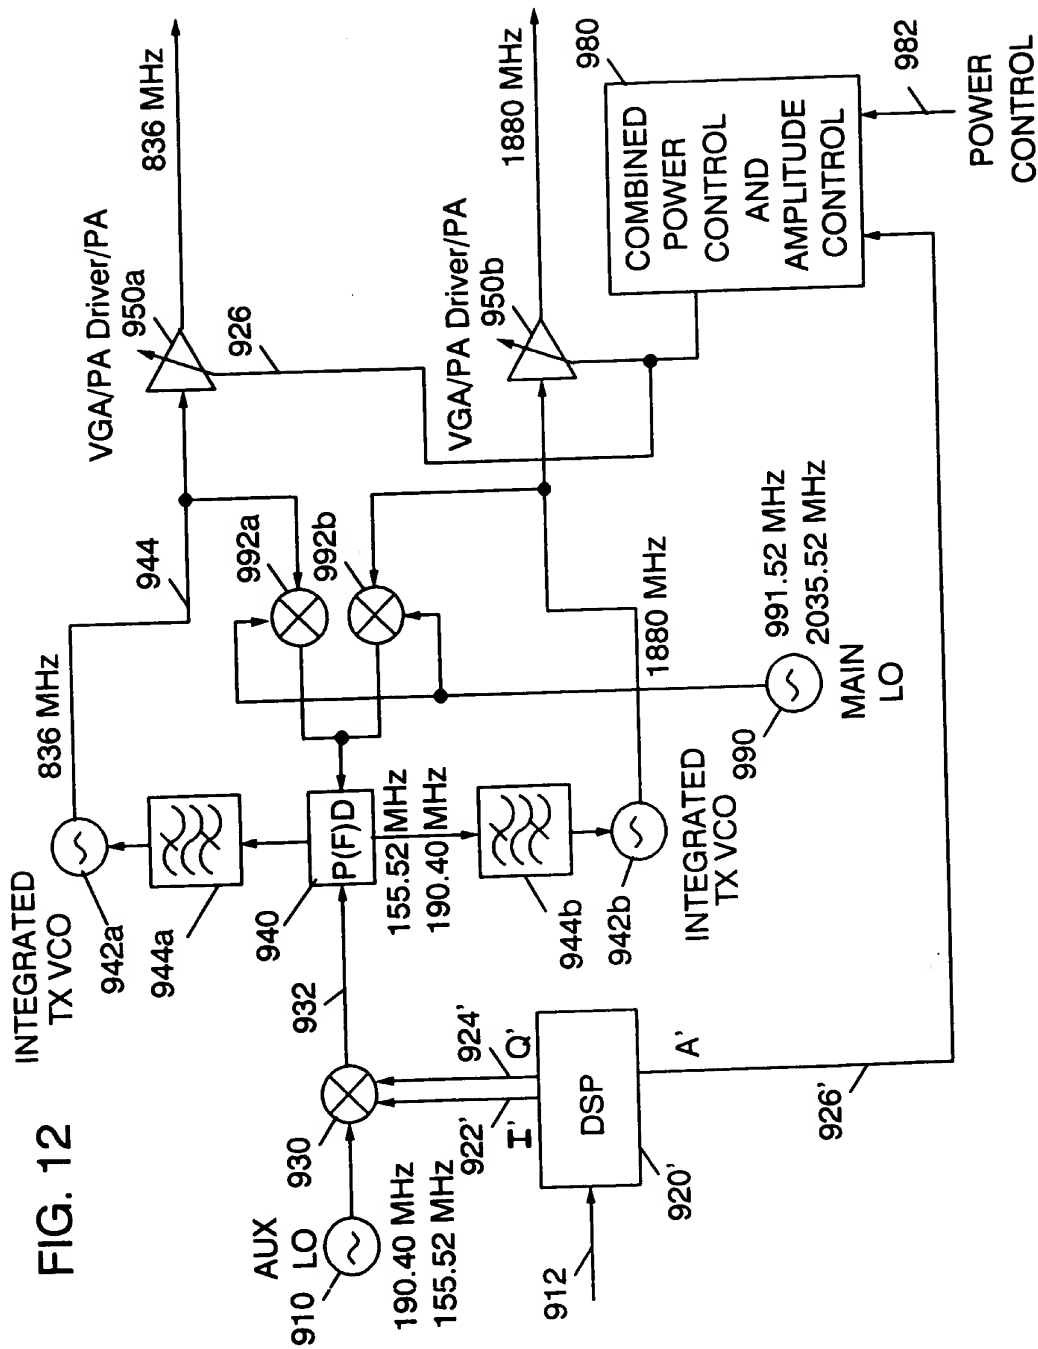 FIG. 12
INTEGRATED
TX VCO
942a
944a
836 MHz
944
VGA/PA Driver/PA
950a
926
836 MHz
AUX
LO
910
190.40 MHz
155.52 MHz
930
932
940
P(F)D
155.52 MHz
190.40 MHz
992a
992b
VGA/PA Driver/PA
950b
1880 MHz
980
COMBINED
POWER
CONTROL
AND
AMPLITUDE
CONTROL
982
POWER
CONTROL
944b
942b
INTEGRATED
TX VCO
1880 MHz
990
991.52 MHz
2035.52 MHz
MAIN
LO
922'
I'
924'
Q'
DSP
912
920'
A'
926'